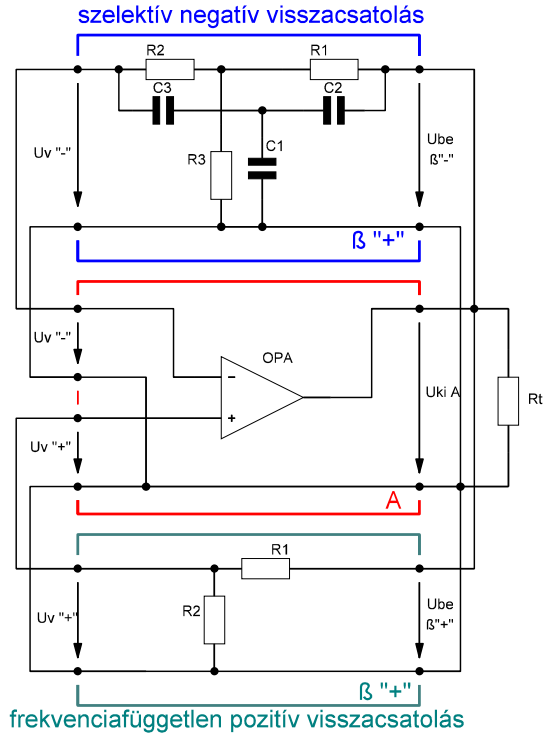 szelektív negatív visszacsatolás
R2 R1
C3 C2
Uv "-" R3 C1 Ube
ß"-"
ß "+"
Uv "-" OPA
−
Uki A Rt
+
Uv "+"
A
R1
Uv "+" R2 Ube
ß"+"
ß "+"
frekvenciafüggetlen pozitív visszacsatolás